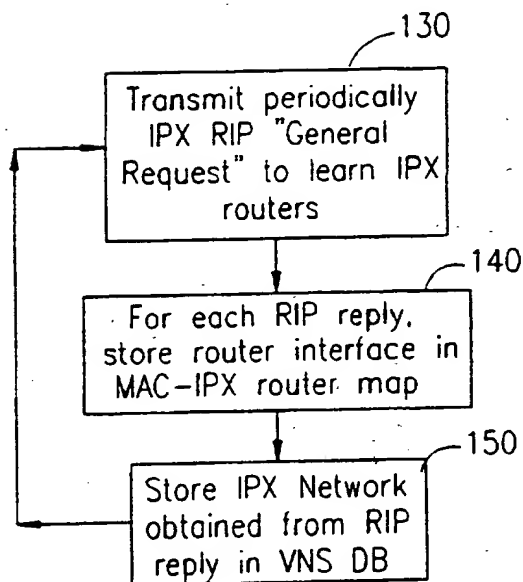 130
Transmit periodically
IPX RIP "General
Request" to learn IPX
routers
140
For each RIP reply,
store router interface in
MAC-IPX router map
150
Store IPX Network
obtained from RIP
reply in VNS DB